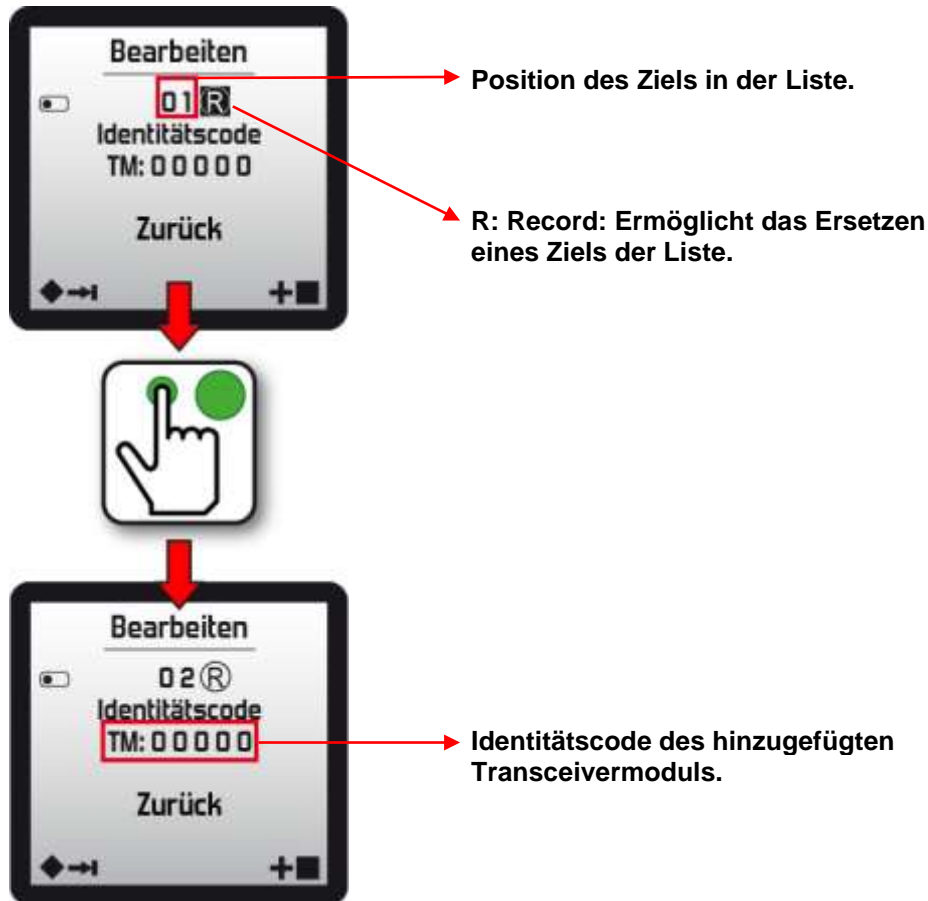 Bearbeiten
01 R
Identitätscode
TM: 00000
Zurück
Position des Ziels in der Liste.
R: Record: Ermöglicht das Ersetzen
eines Ziels der Liste.
Bearbeiten
02 R
Identitätscode
TM: 00000
Zurück
Identitätscode des hinzugefügten
Transceivermoduls.